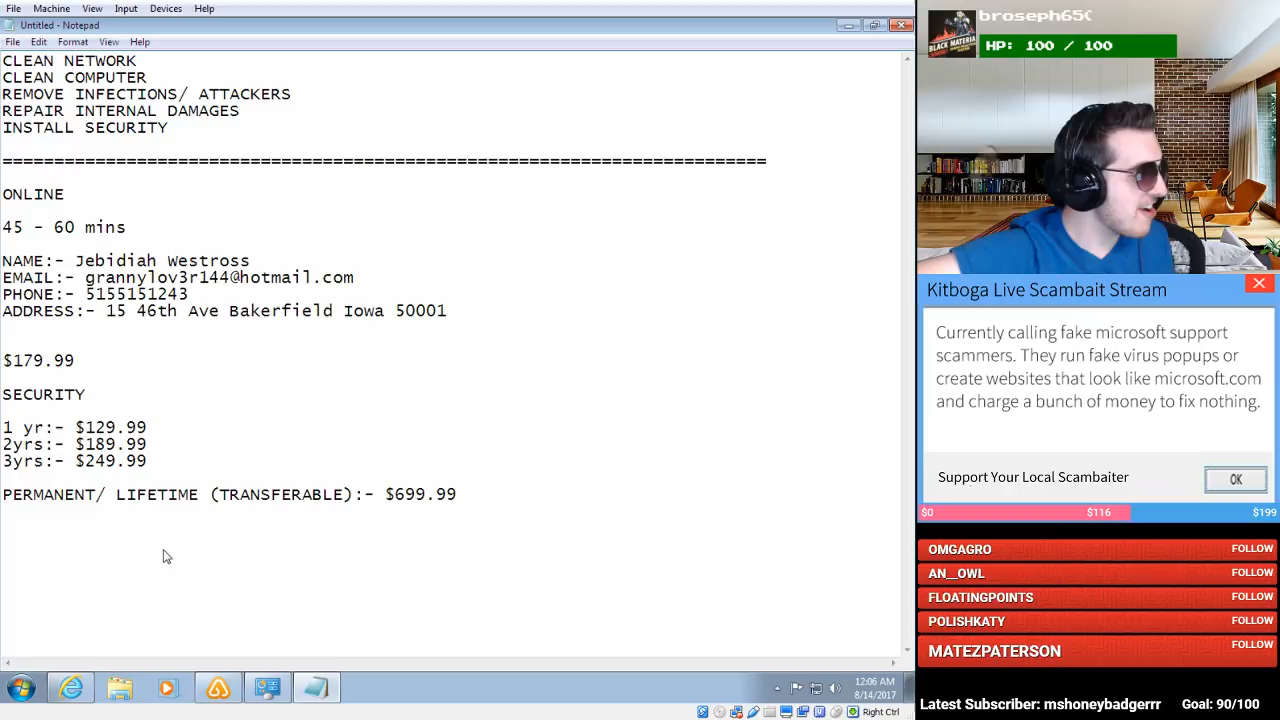 File Machine View Input Devices Help
Untitled - Notepad
File Edit Format View Help
CLEAN NETWORK
CLEAN COMPUTER
REMOVE INFECTIONS/ ATTACKERS
REPAIR INTERNAL DAMAGES
INSTALL SECURITY
==========================================================================
ONLINE
45 - 60 mins
NAME:- Jebidiah Westross
EMAIL:- grannylov3r144@hotmail.com
PHONE:- 5155151243
ADDRESS:- 15 46th Ave Bakerfield Iowa 50001
$179.99
SECURITY
1 yr:- $129.99
2yrs:- $189.99
3yrs:- $249.99
PERMANENT/ LIFETIME (TRANSFERABLE):- $699.99
12:06 AM
8/14/2017
Right Ctrl
BLACK MATERIA
HP: 100 / 100
Kitboga Live Scambait Stream
Currently calling fake microsoft support
scammers. They run fake virus popups or
create websites that look like microsoft.com
and charge a bunch of money to fix nothing.
Support Your Local Scambaiter
OK
$0 $116 $199
OMGAGRO FOLLOW
AN__OWL FOLLOW
FLOATINGPOINTS FOLLOW
POLISHKATY FOLLOW
MATEZPATERSON FOLLOW
Latest Subscriber: mshoneybadgerrr Goal: 90/100